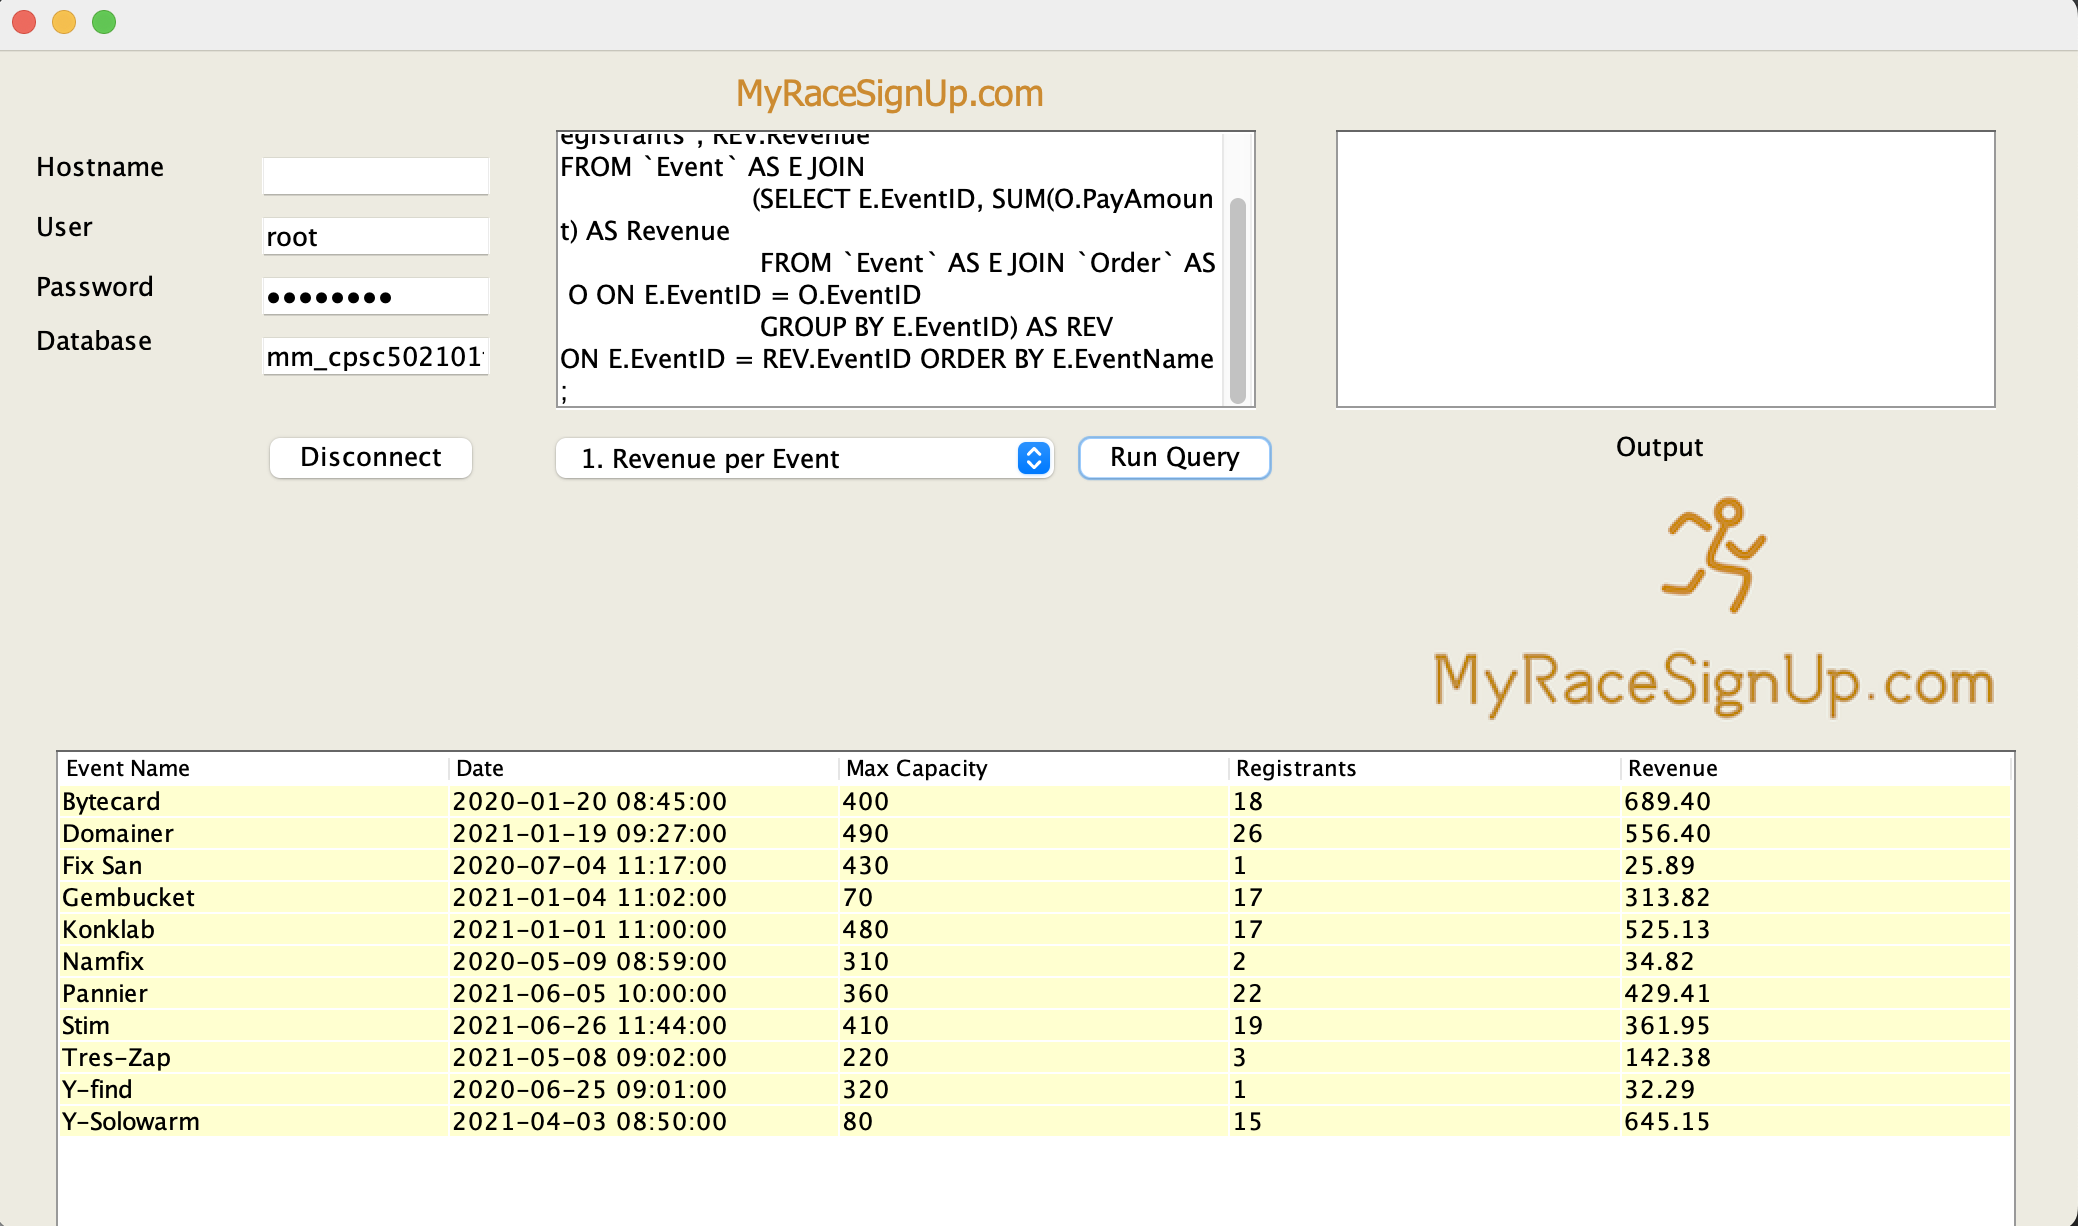 MyRaceSignUp.com
Hostname
User
root
Password
Database
mm_cpsc502101
egistrants`, REV.Revenue
FROM `Event` AS E JOIN
(SELECT E.EventID, SUM(O.PayAmoun
t) AS Revenue
FROM `Event` AS E JOIN `Order` AS
O ON E.EventID = O.EventID
GROUP BY E.EventID) AS REV
ON E.EventID = REV.EventID ORDER BY E.EventName
;
Disconnect
1. Revenue per Event
Run Query
Output
MyRaceSignUp.com
Event Name Date Max Capacity Registrants Revenue
Bytecard 2020-01-20 08:45:00 400 18 689.40
Domainer 2021-01-19 09:27:00 490 26 556.40
Fix San 2020-07-04 11:17:00 430 1 25.89
Gembucket 2021-01-04 11:02:00 70 17 313.82
Konklab 2021-01-01 11:00:00 480 17 525.13
Namfix 2020-05-09 08:59:00 310 2 34.82
Pannier 2021-06-05 10:00:00 360 22 429.41
Stim 2021-06-26 11:44:00 410 19 361.95
Tres-Zap 2021-05-08 09:02:00 220 3 142.38
Y-find 2020-06-25 09:01:00 320 1 32.29
Y-Solowarm 2021-04-03 08:50:00 80 15 645.15